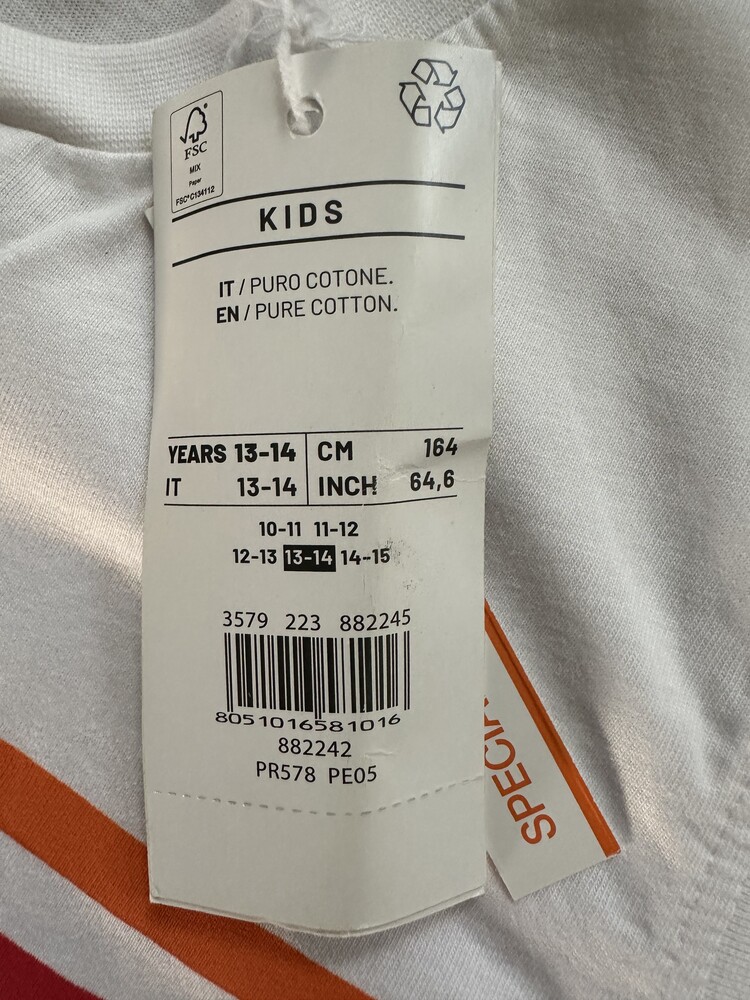 FSC
MIX
Paper
FSC® C134112
KIDS
IT / PURO COTONE.
EN / PURE COTTON.
YEARS 13-14 CM 164
IT 13-14 INCH 64,6
10-11 11-12
12-13 13-14 14-15
3579 223 882245
8051016581016
882242
PR578 PE05